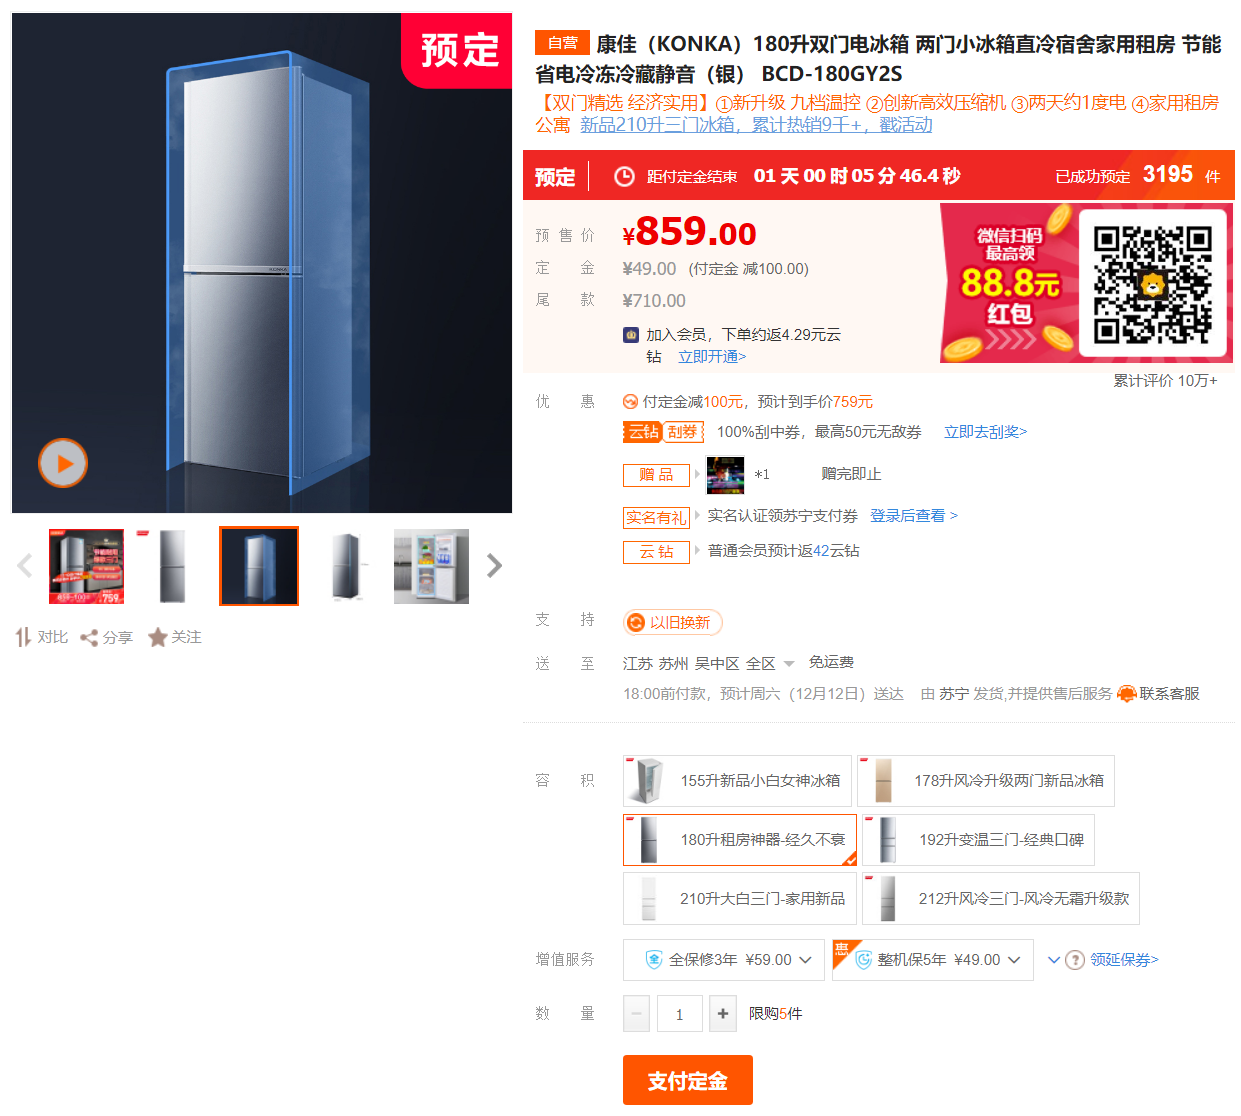 预定
自营 康佳（KONKA）180升双门电冰箱 两门小冰箱直冷宿舍家用租房 节能
省电冷冻冷藏静音（银） BCD-180GY2S
【双门精选 经济实用】①新升级 九档温控 ②创新高效压缩机 ③两天约1度电 ④家用租房
公寓 新品210升三门冰箱，累计热销9千+，戳活动
预定 距付定金结束 01 天 00 时 05 分 46.4 秒 已成功预定 3195 件
预售价 ¥859.00
定金 ¥49.00 (付定金 减100.00)
尾款 ¥710.00
加入会员，下单约返4.29元云
钻 立即开通>
微信扫码
最高领
88.8元
红包
累计评价 10万+
优惠 付定金减100元，预计到手价759元
云钻 刮券 100%刮中券，最高50元无敌券 立即去刮奖>
赠品 *1 赠完即止
实名有礼 实名认证领苏宁支付券 登录后查看 >
云钻 普通会员预计返42云钻
对比 分享 关注
支持 以旧换新
送至 江苏 苏州 吴中区 全区 免运费
18:00前付款，预计周六（12月12日）送达 由 苏宁 发货,并提供售后服务 联系客服
容积 155升新品小白女神冰箱 178升风冷升级两门新品冰箱
180升租房神器-经久不衰 192升变温三门-经典口碑
210升大白三门-家用新品 212升风冷三门-风冷无霜升级款
增值服务 全保修3年 ¥59.00 惠 整机保5年 ¥49.00 ? 领延保券>
数量 − 1 + 限购5件
支付定金